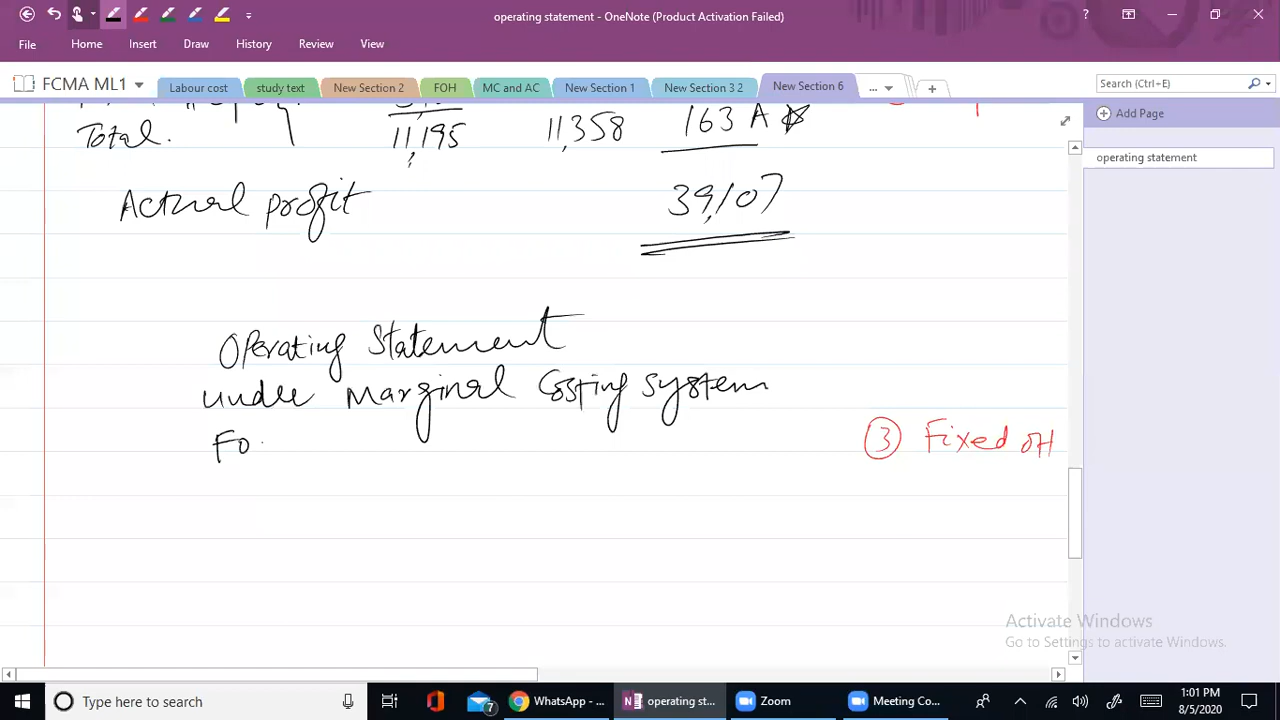 operating statement - OneNote (Product Activation Failed)
?
File Home Insert Draw History Review View
FCMA ML1 Labour cost study text New Section 2 FOH MC and AC New Section 1 New Section 3 2 New Section 6 ... Search (Ctrl+E)
Add Page
operating statement
Total. 11,195 11,358 163 A
Actual profit 39,107
Operating Statement
under Marginal Costing System
Fo
3 Fixed OH
Activate Windows
Go to Settings to activate Windows.
Type here to search 7 WhatsApp - ... operating st... Zoom Meeting Co... 1:01 PM
8/5/2020